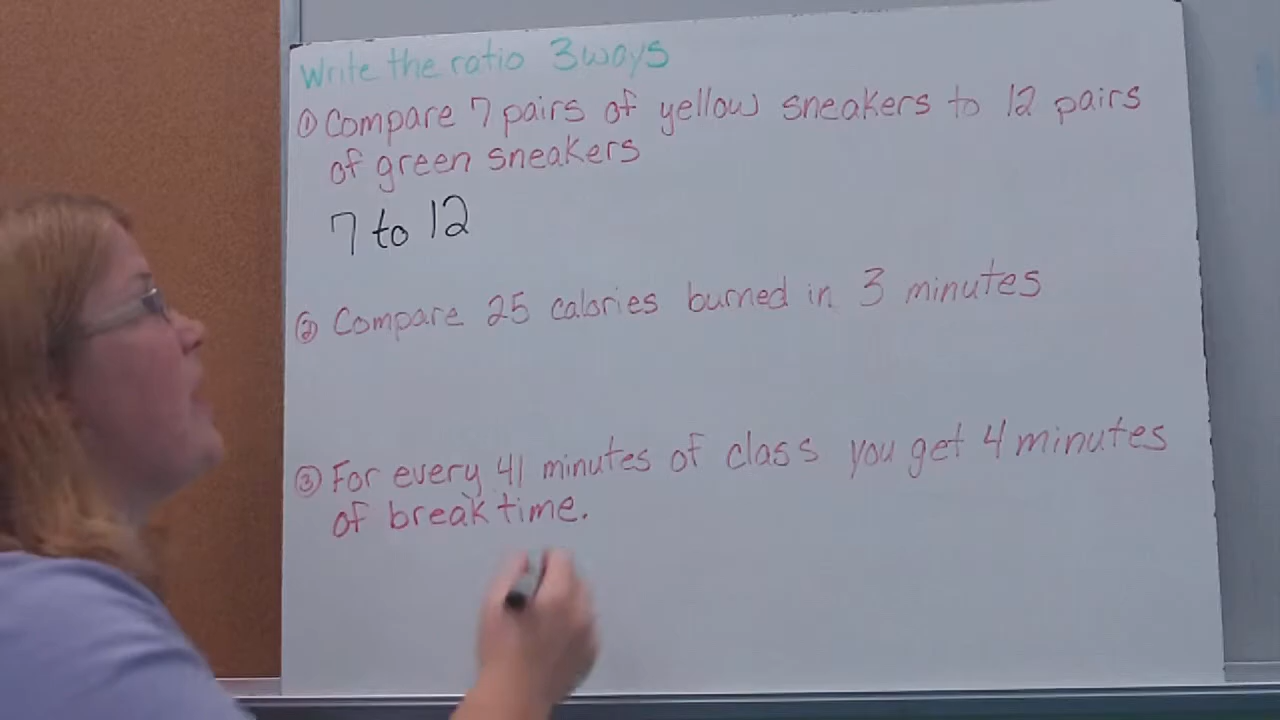 Write the ratio 3 ways
① Compare 7 pairs of yellow sneakers to 12 pairs
of green sneakers
7 to 12
② Compare 25 calories burned in 3 minutes
③ For every 41 minutes of class you get 4 minutes
of break time.